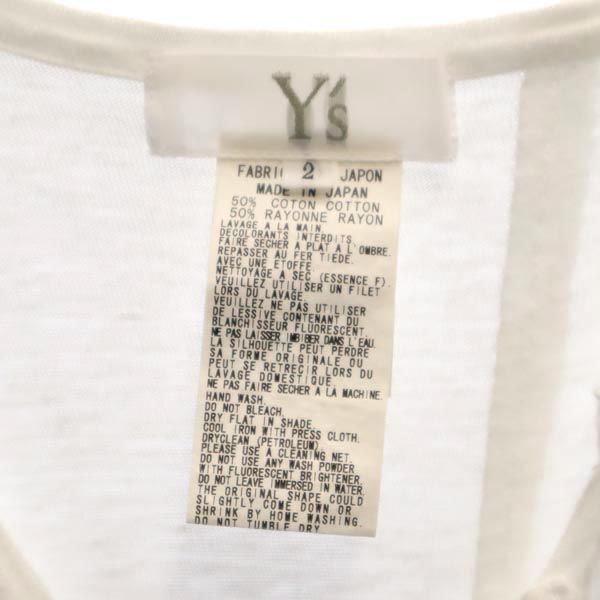 Y's
2
FABRI JAPON
MADE IN JAPAN
50% COTON COTTON
50% RAYONNE RAYON
LAVAGE A LA MAIN.
DECOLORANTS INTERDITS
FAIRE SECHER A PLAT A L'OMBRE.
REPASSER AU FER TIEDE.
AVEC UNE ETOFFE.
NETTOYAGE A SEC (ESSENCE F).
VEUILLEZ UTILISER UN FILET
LORS DU LAVAGE.
VEUILLEZ NE PAS UTILISER
DE LESSIVE CONTENANT DU
BLANCHISSEUR FLUORESCENT.
NE PAS LAISSER IMBIBER DANS L'EAU.
LA SILHOUETTE PEUT PERDRE
SA FORME ORIGINALE OU
PEUT SE RETRECIR LORS DU
LAVAGE DOMESTIQUE.
NE PAS FAIRE SECHER A LA MACHINE.
HAND WASH.
DO NOT BLEACH.
DRY FLAT IN SHADE.
COOL IRON WITH PRESS CLOTH.
DRYCLEAN (PETROLEUM).
PLEASE USE A CLEANING NET.
DO NOT USE ANY WASH POWDER
WITH FLUORESCENT BRIGHTENER.
DO NOT LEAVE IMMERSED IN WATER.
THE ORIGINAL SHAPE COULD
SLIGHTLY COME DOWN OR
SHRINK BY HOME WASHING.
DO NOT TUMBLE DRY.